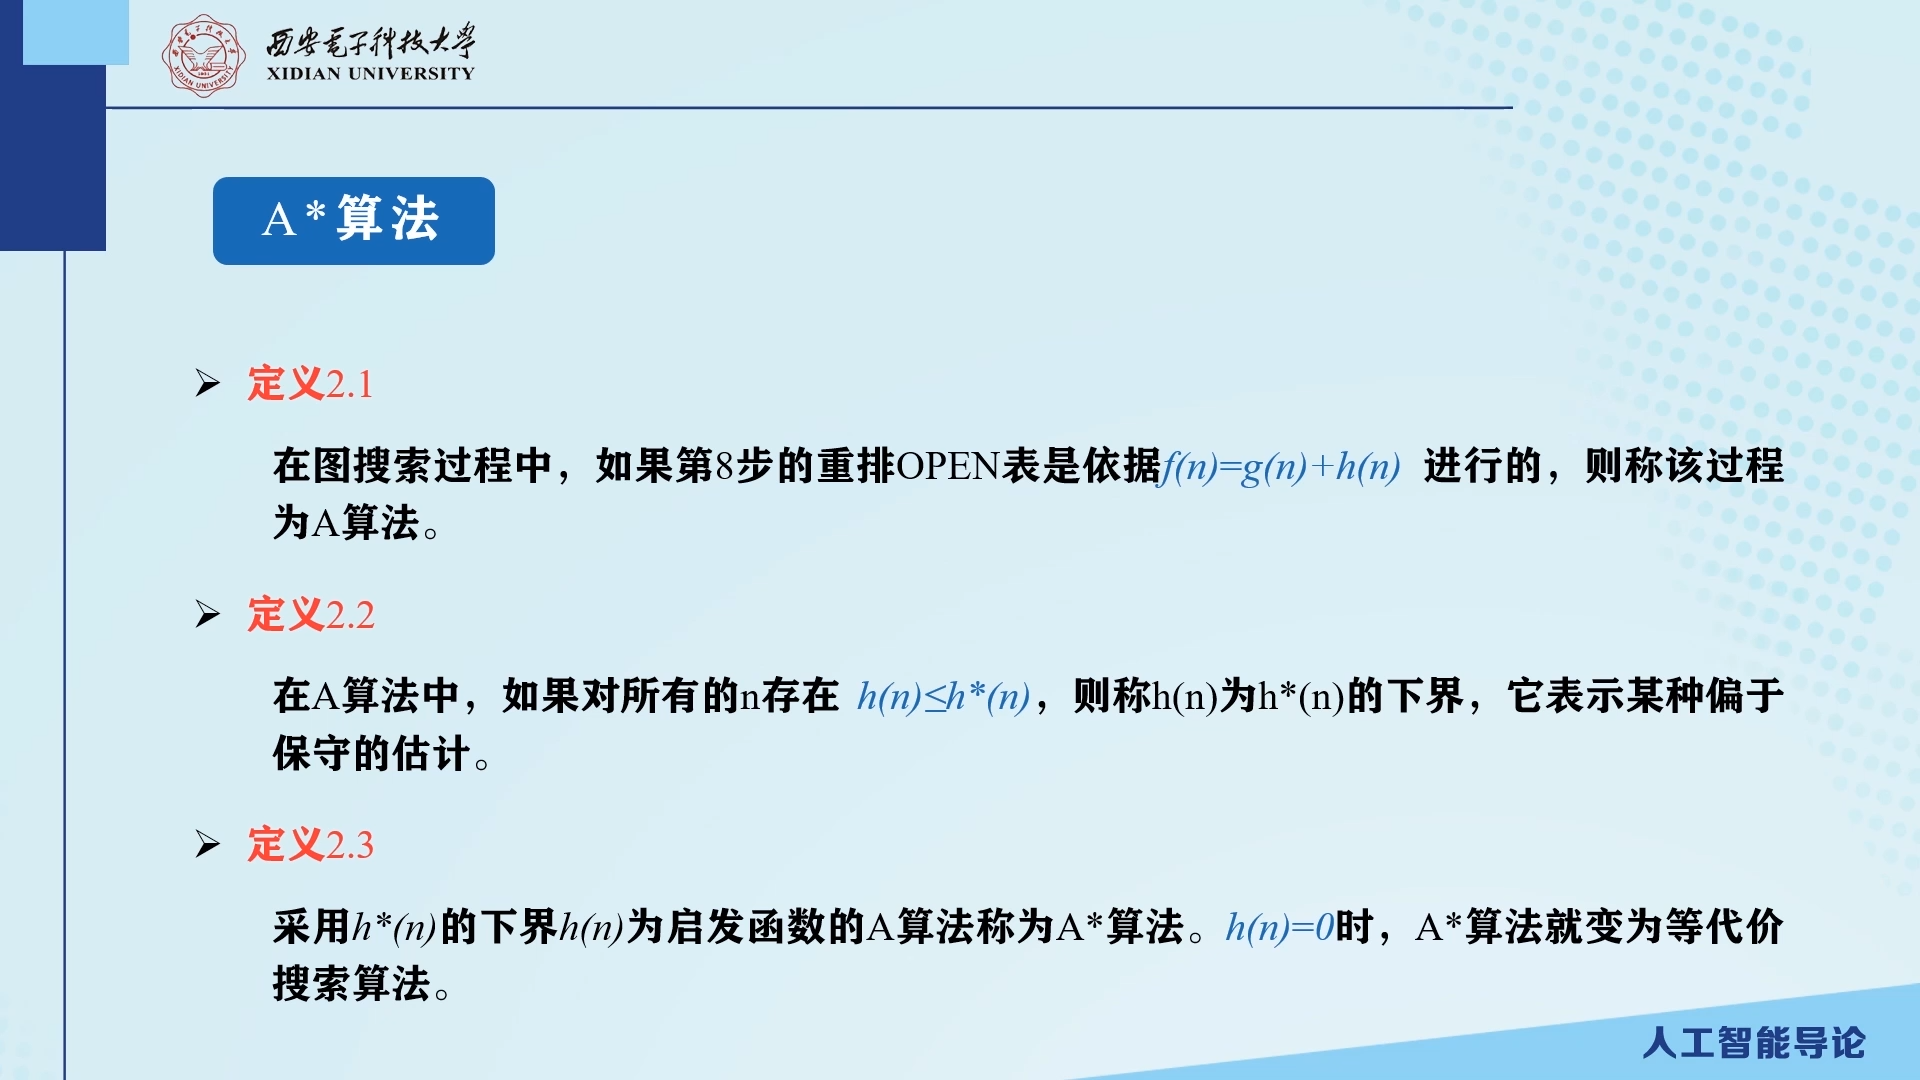 西安电子科技大学
XIDIAN UNIVERSITY
A*算法
定义2.1
在图搜索过程中，如果第8步的重排OPEN表是依据f(n)=g(n)+h(n) 进行的，则称该过程
为A算法。
定义2.2
在A算法中，如果对所有的n存在 h(n)≤h*(n)，则称h(n)为h*(n)的下界，它表示某种偏于
保守的估计。
定义2.3
采用h*(n)的下界h(n)为启发函数的A算法称为A*算法。h(n)=0时，A*算法就变为等代价
搜索算法。
人工智能导论